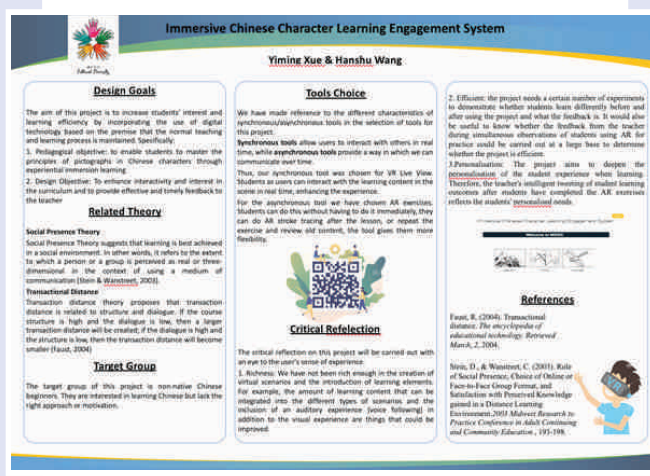 Immersive Chinese Character Learning Engagement System
Yiming Xue & Hanshu Wang
Design Goals
The aim of this project is to increase students' interest and
learning efficiency by incorporating the use of digital
technology based on the premise that the normal teaching
and learning process is maintained. Specifically:
1. Pedagogical objective: to enable students to master the
principles of pictographs in Chinese characters through
experiential immersion learning
2. Design Objective: To enhance interactivity and interest in
the curriculum and to provide effective and timely feedback to
the teacher
Related Theory
Social Presence Theory
Social Presence Theory suggests that learning is best achieved
in a social environment. In other words, it refers to the extent
to which a person or a group is perceived as real or three-
dimensional in the context of using a medium of
communication (Stein & Wanstreet, 2003).
Transactional Distance
Transaction distance theory proposes that transaction
distance is related to structure and dialogue. If the course
structure is high and the dialogue is low, then a larger
transaction distance will be created; if the dialogue is high and
the structure is low, then the transaction distance will become
smaller (Faust, 2004)
Target Group
The target group of this project is non-native Chinese
beginners. They are interested in learning Chinese but lack the
right approach or motivation.
Tools Choice
We have made reference to the different characteristics of
synchronous/asynchronous tools in the selection of tools for
this project.
Synchronous tools allow users to interact with others in real
time, while asynchronous tools provide a way in which we can
communicate over time.
Thus, our synchronous tool was chosen for VR Live View.
Students as users can interact with the learning content in the
scene in real time, enhancing the experience.
For the asynchronous tool we have chosen AR exercises.
Students can do this without having to do it immediately, they
can do AR stroke tracing after the lesson, or repeat the
exercise and review old content, the tool gives them more
flexibility.
Critical Refelection
The critical reflection on this project will be carried out with
an eye to the user's sense of experience.
1. Richness: We have not been rich enough in the creation of
virtual scenarios and the introduction of learning elements.
For example, the amount of learning content that can be
integrated into the different types of scenarios and the
inclusion of an auditory experience (voice following) in
addition to the visual experience are things that could be
improved.
2. Efficient: the project needs a certain number of experiments
to demonstrate whether students learn differently before and
after using the project and what the feedback is. It would also
be useful to know whether the feedback from the teacher
during simultaneous observations of students using AR for
practice could be carried out at a large base to determine
whether the project is efficient.
3.Personalisation: The project aims to deepen the
personalisation of the student experience when learning.
Therefore, the teacher's intelligent tweeting of student learning
outcomes after students have completed the AR exercises
reflects the students' personalised needs.
Immersive Chinese Character Learning Engagement System
References
Faust, R. (2004). Transactional
distance. The encyclopedia of
educational technology. Retrieved
March, 2, 2004.
Stein, D., & Wanstreet, C. (2003). Role
of Social Presence, Choice of Online or
Face-to-Face Group Format, and
Satisfaction with Perceived Knowledge
gained in a Distance Learning
Environment.2003 Midwest Research to
Practice Conference in Adult Continuing
and Community Education , 193-198.
VR